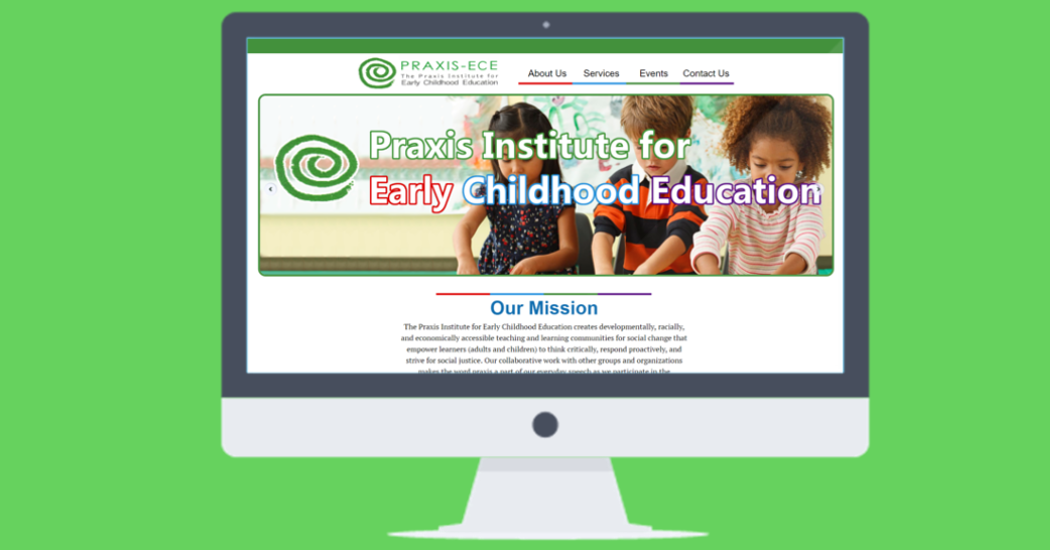 PRAXIS-ECE
The Praxis Institute for
Early Childhood Education
About Us Services Events Contact Us
Praxis Institute for
Early Childhood Education
Our Mission
The Praxis Institute for Early Childhood Education creates developmentally, racially,
and economically accessible teaching and learning communities for social change that
empower learners (adults and children) to think critically, respond proactively, and
strive for social justice. Our collaborative work with other groups and organizations
makes the word praxis a part of our everyday speech as we participate in the